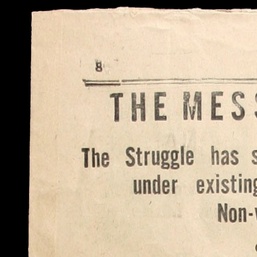 8
THE MESS
The Struggle has s
under existing
Non-v